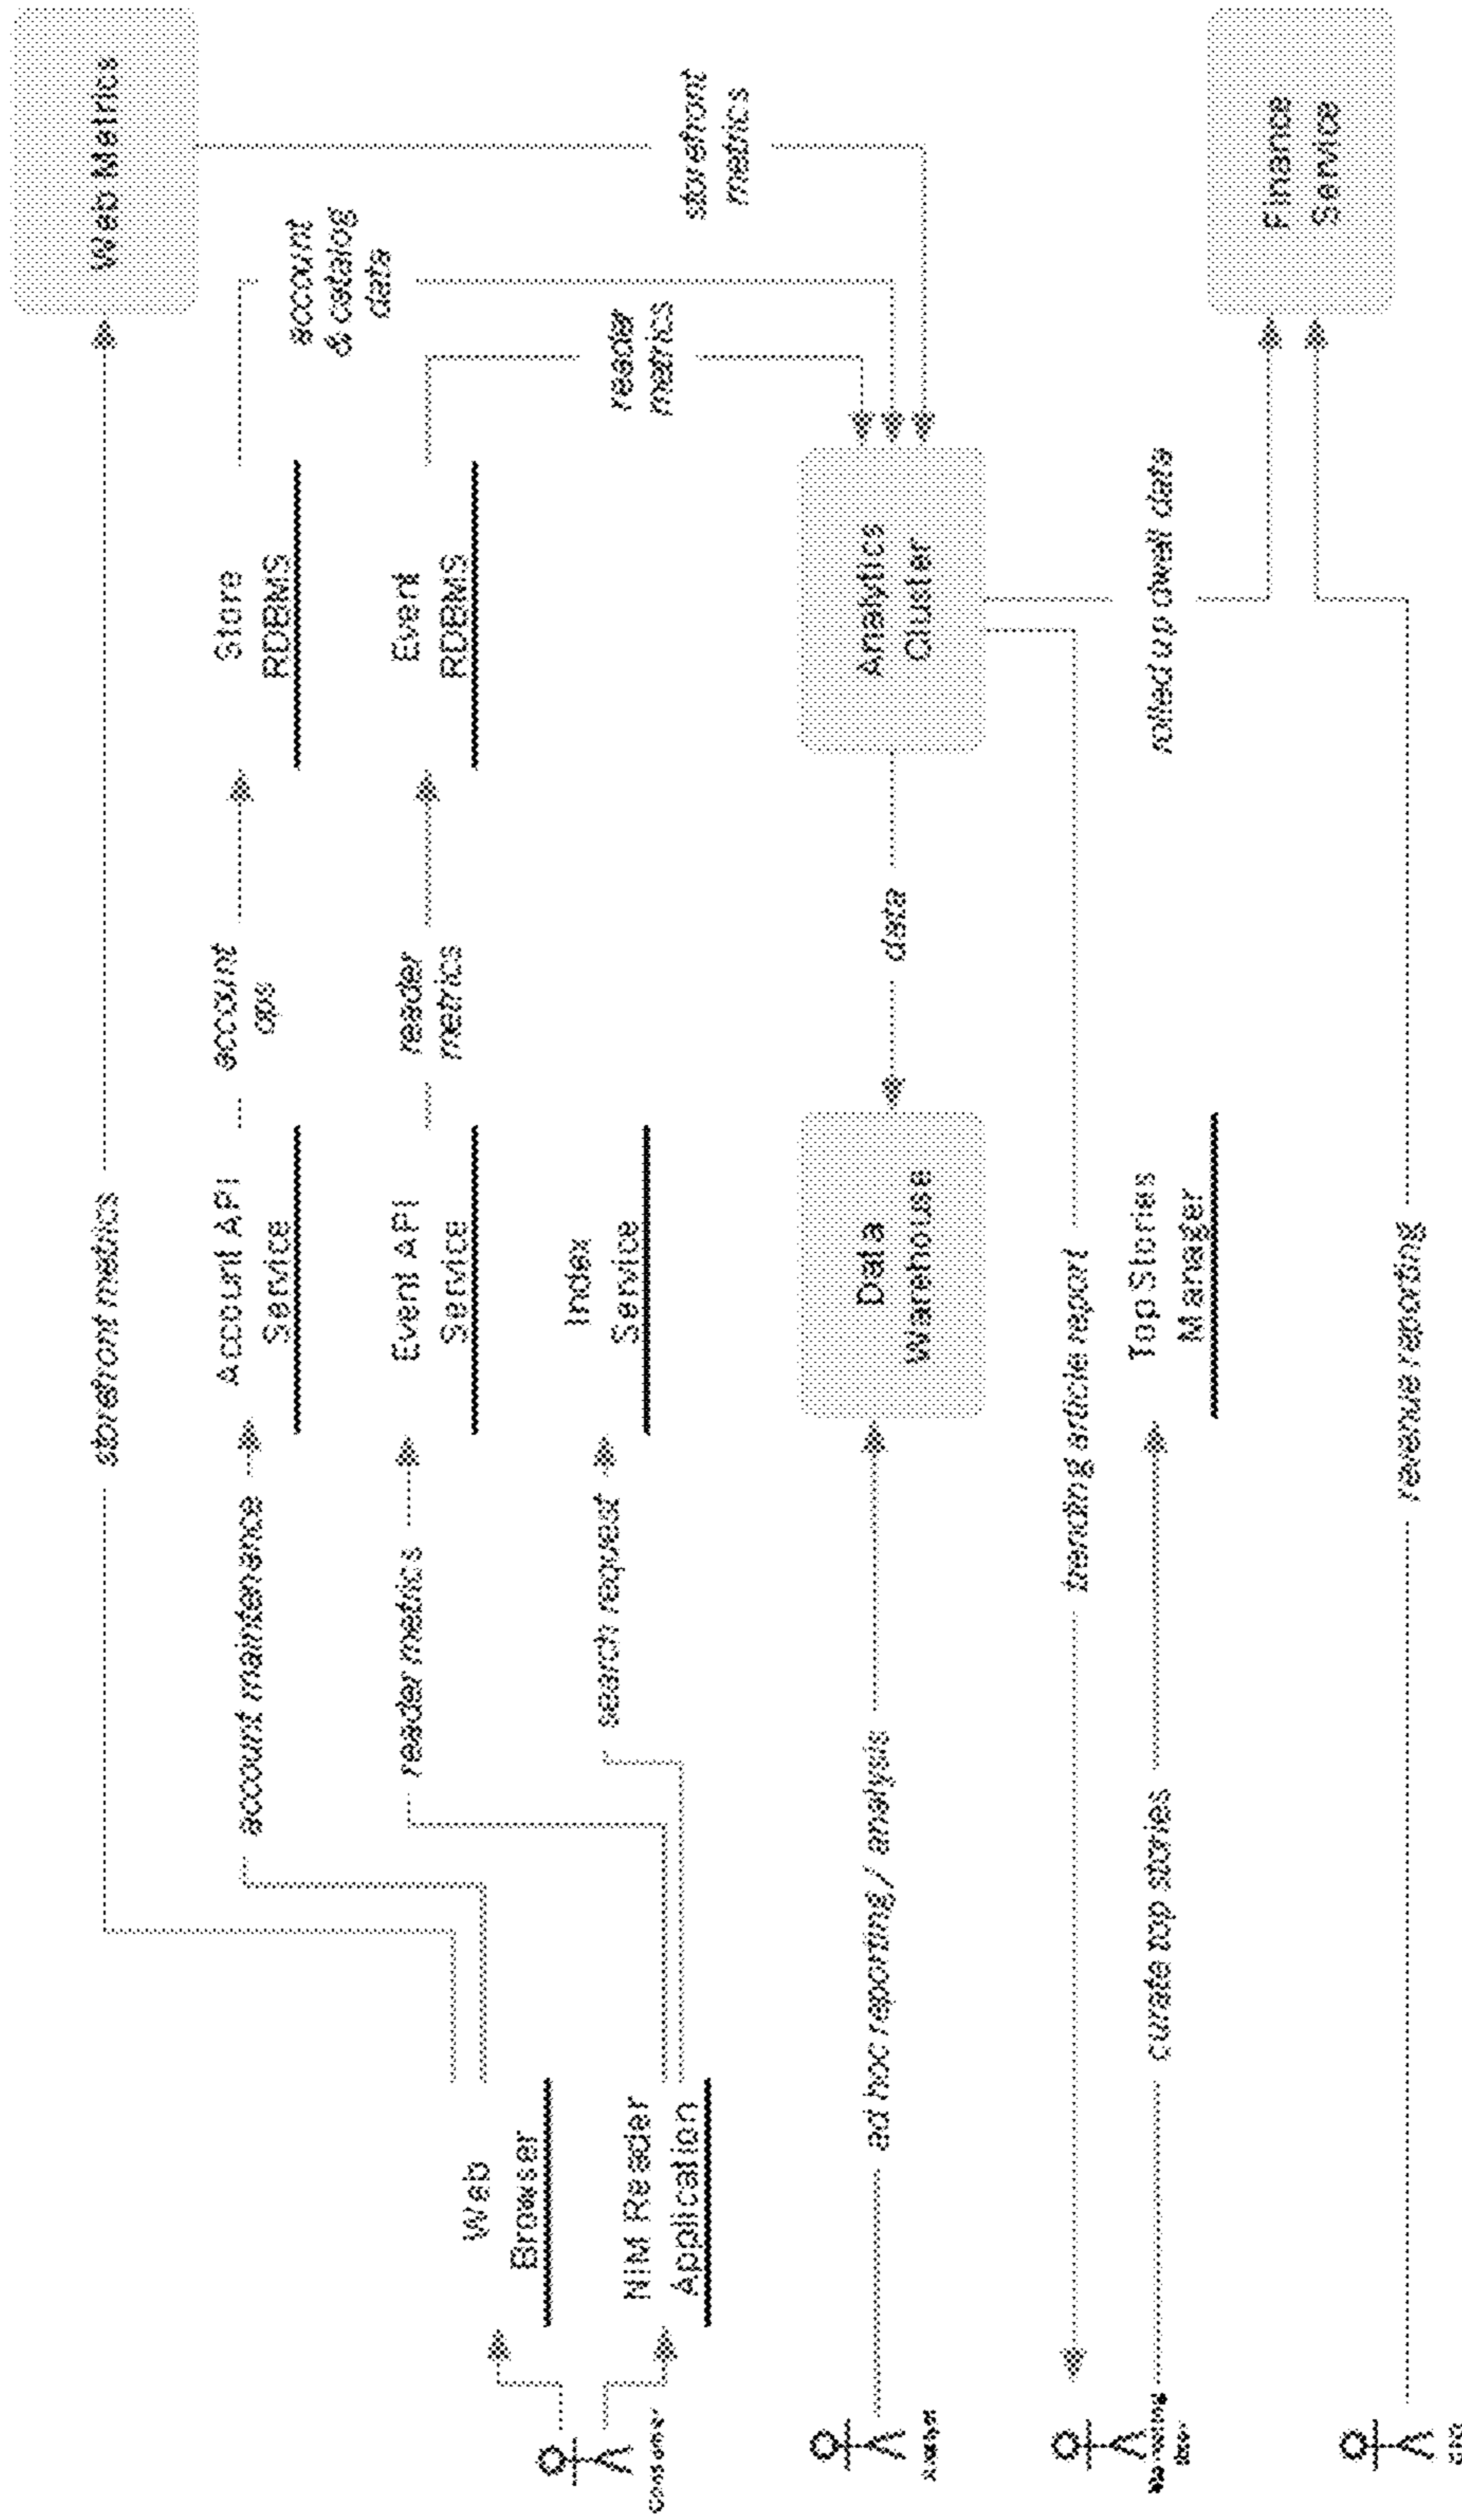 storefront metrics
Web Metrics
account maintenance
Account API
Service
account
ops
Store
RDBMS
account
& catalog
data
reader metrics
Event API
Service
reader
metrics
Event
RDBMS
reader
metrics
storefront
metrics
Web
Browser
search request
Index
Service
NIM Reader
Application
consumer
ad hoc reporting / analysis
Data
Warehouse
data
Analytics
Cluster
analyst
trending article report
curate top stories
TopStories
Manager
rolled up dwell data
Finance
Service
revenue reporting